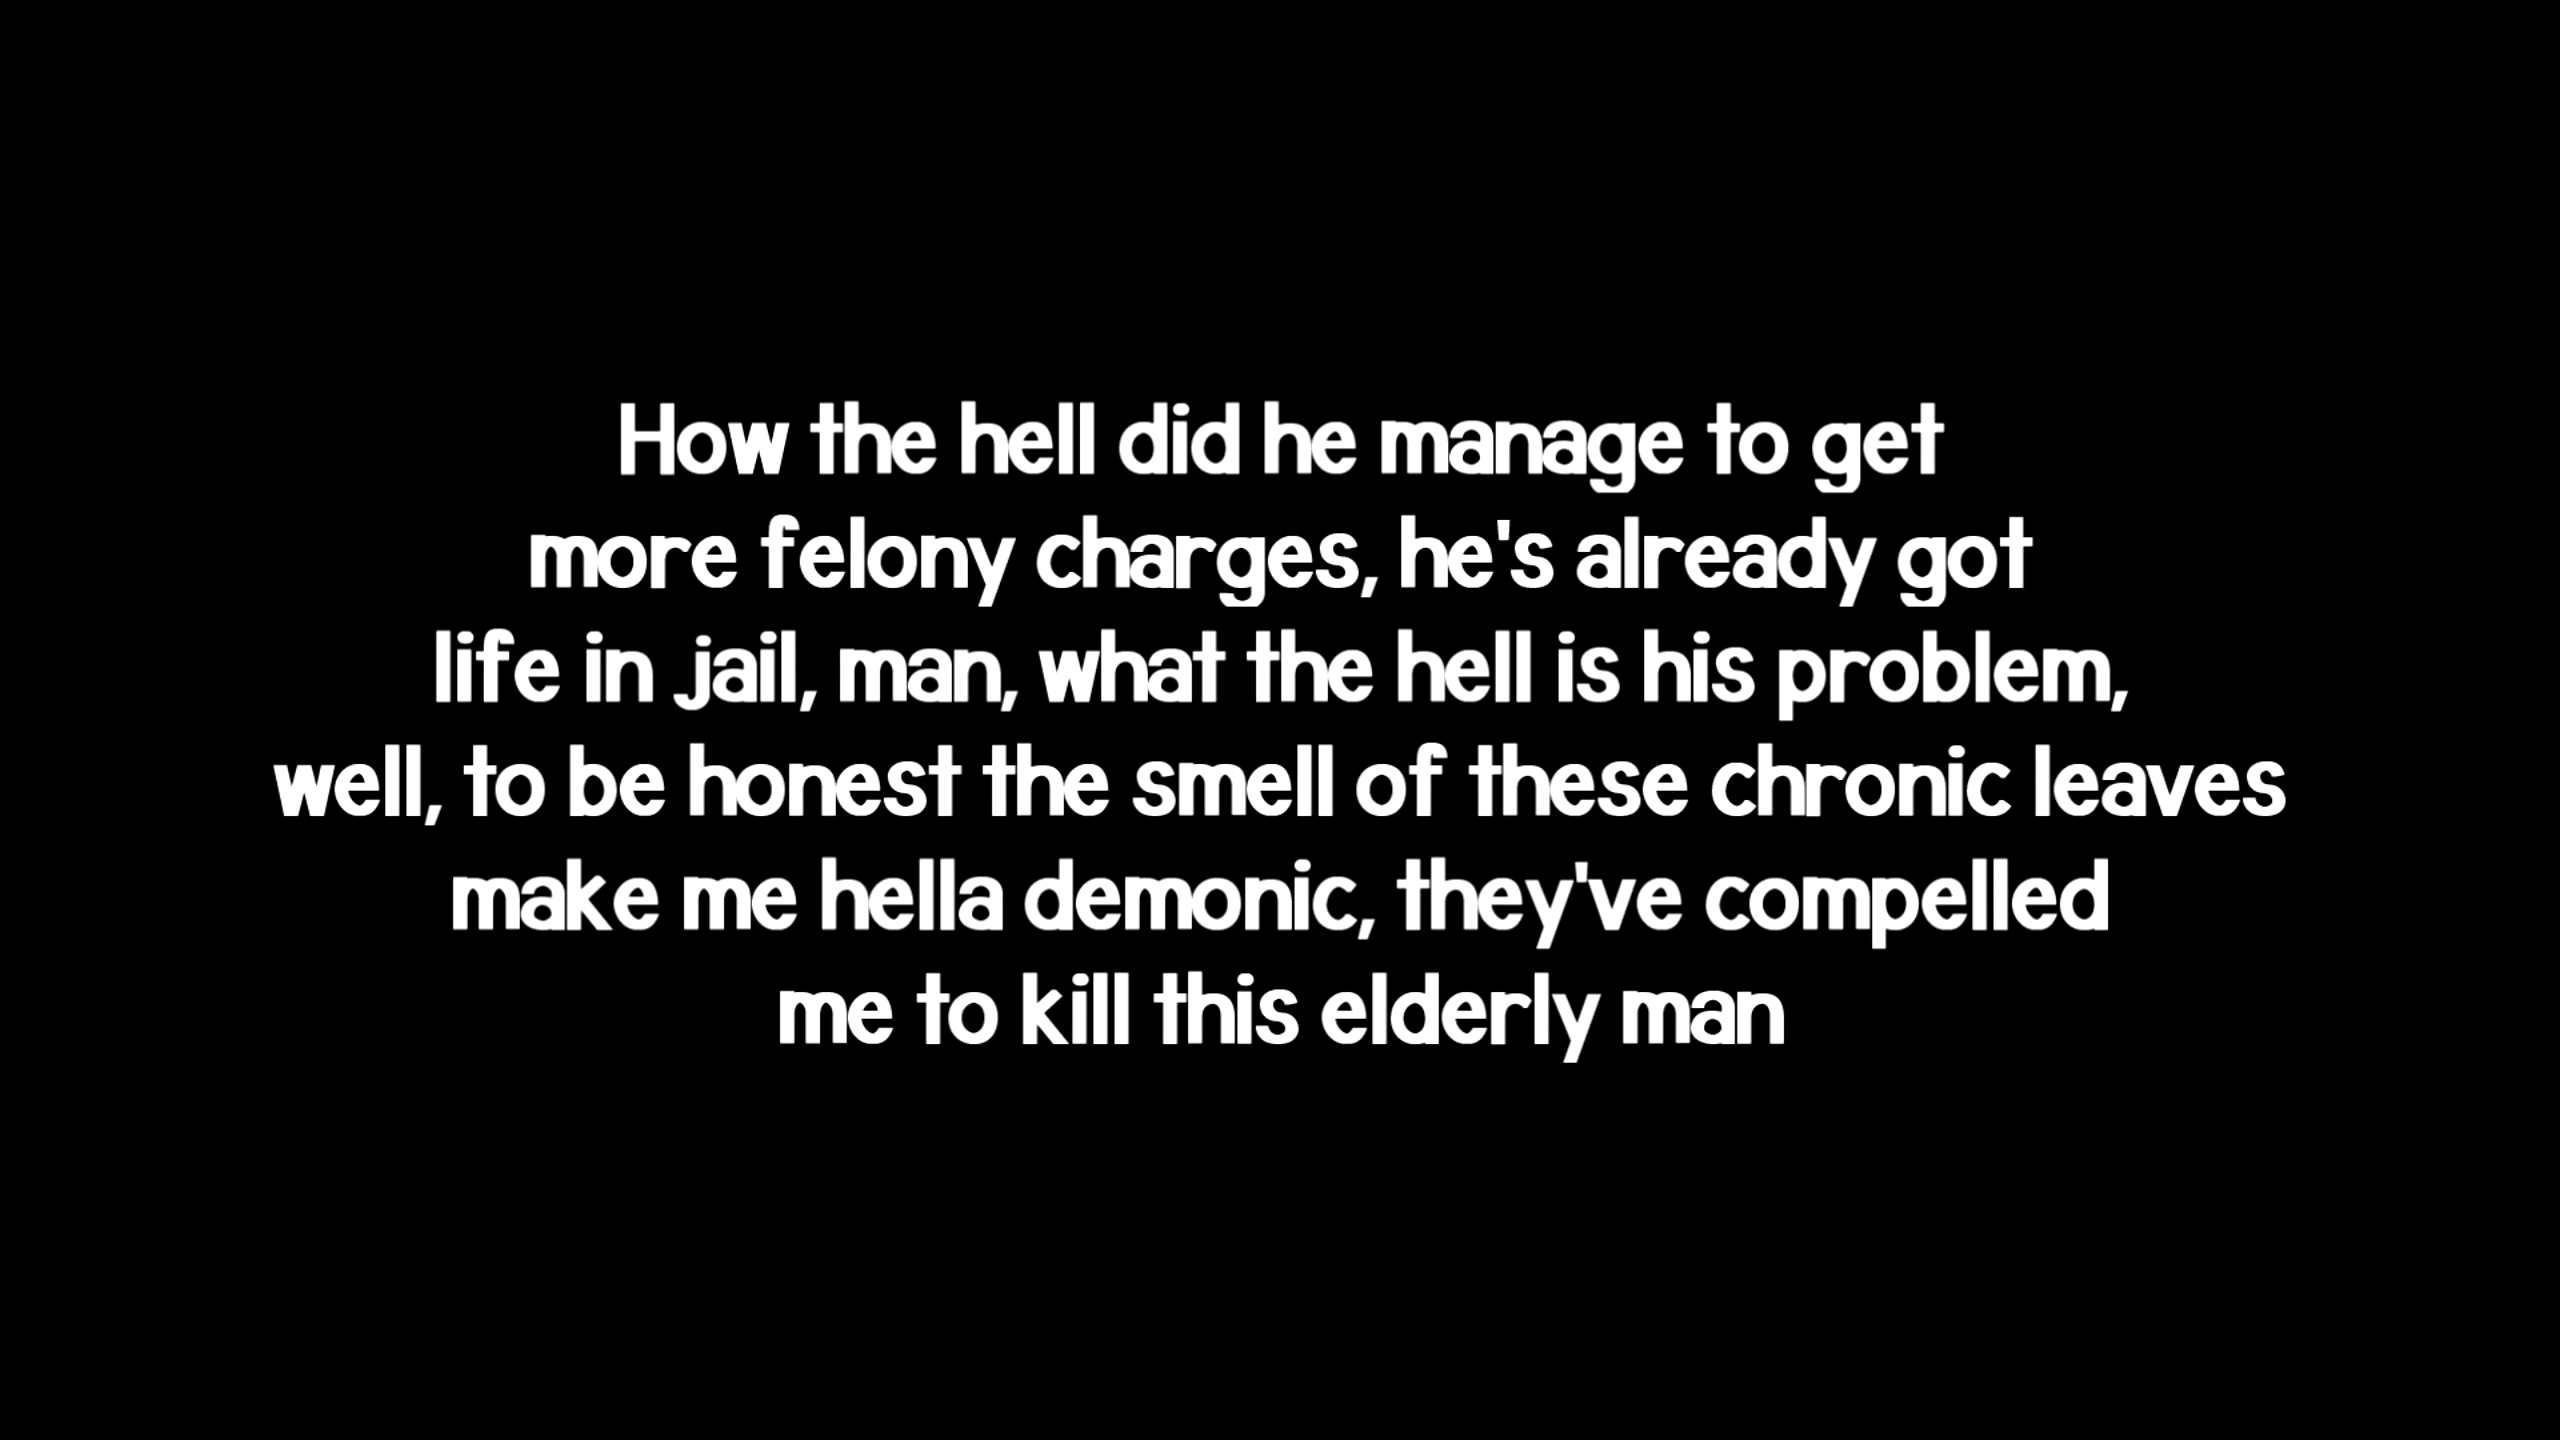 How the hell did he manage to get
more felony charges, he's already got
life in jail, man, what the hell is his problem,
well, to be honest the smell of these chronic leaves
make me hella demonic, they've compelled
me to kill this elderly man